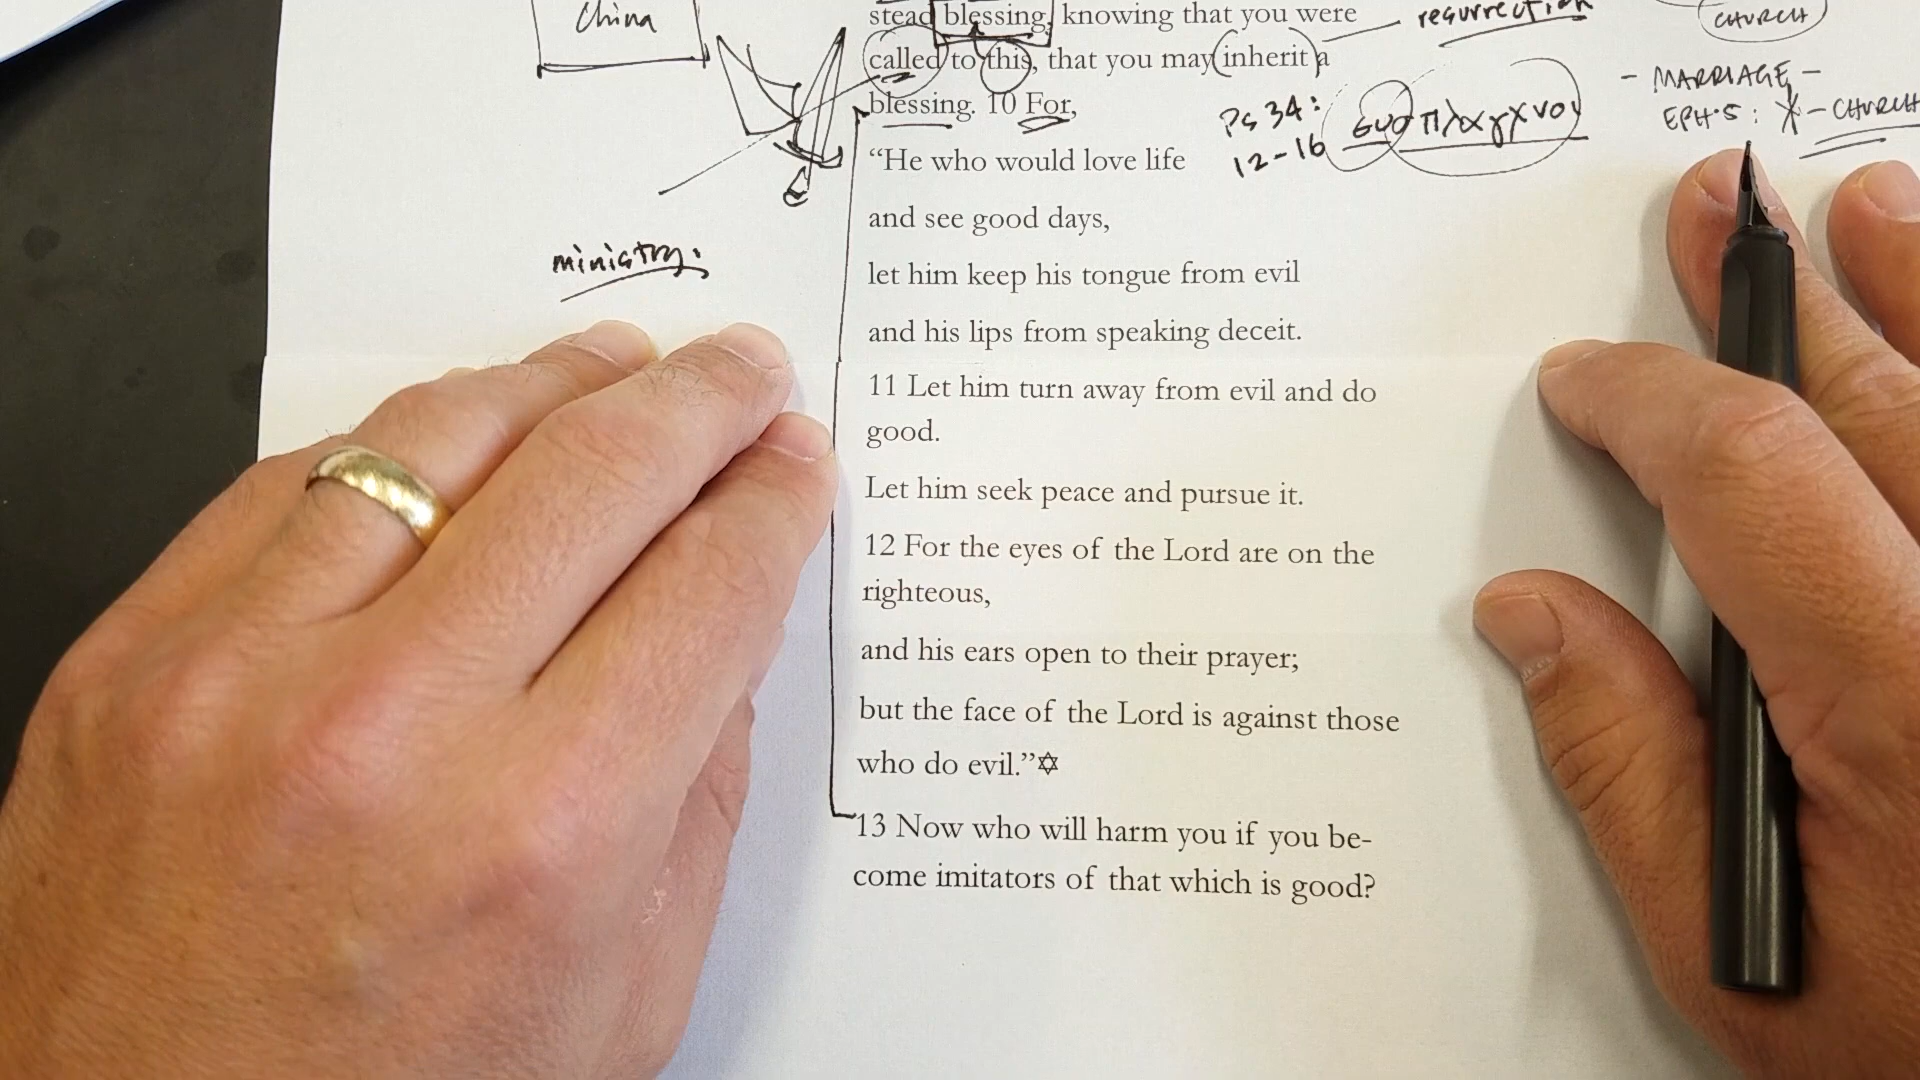 China
stead blessing, knowing that you were
called to this, that you may inherit a
blessing. 10 For,
resurrection
CHURCH
- MARRIAGE -
EPH·5: X - CHURCH
Ps 34:
12-16
ευσπλαγχνοι
ministry.
“He who would love life
and see good days,
let him keep his tongue from evil
and his lips from speaking deceit.
11 Let him turn away from evil and do
good.
Let him seek peace and pursue it.
12 For the eyes of the Lord are on the
righteous,
and his ears open to their prayer;
but the face of the Lord is against those
who do evil.”✡
13 Now who will harm you if you be-
come imitators of that which is good?